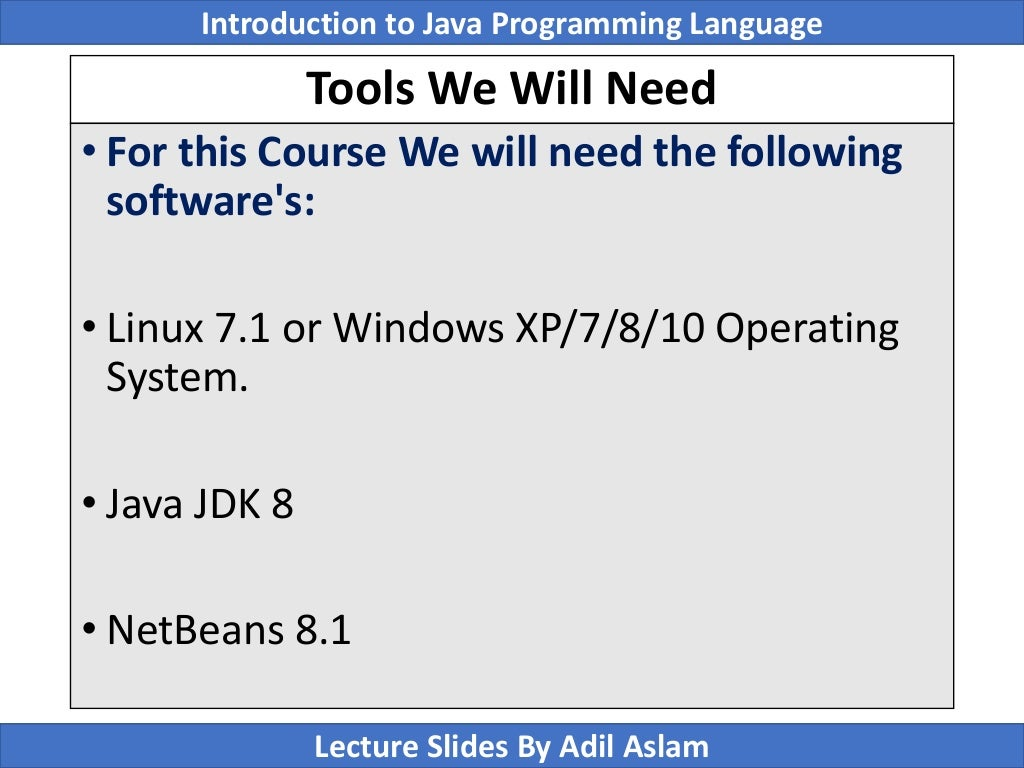 Introduction to Java Programming Language
Tools We Will Need
• For this Course We will need the following
software's:
• Linux 7.1 or Windows XP/7/8/10 Operating
System.
• Java JDK 8
• NetBeans 8.1
Lecture Slides By Adil Aslam